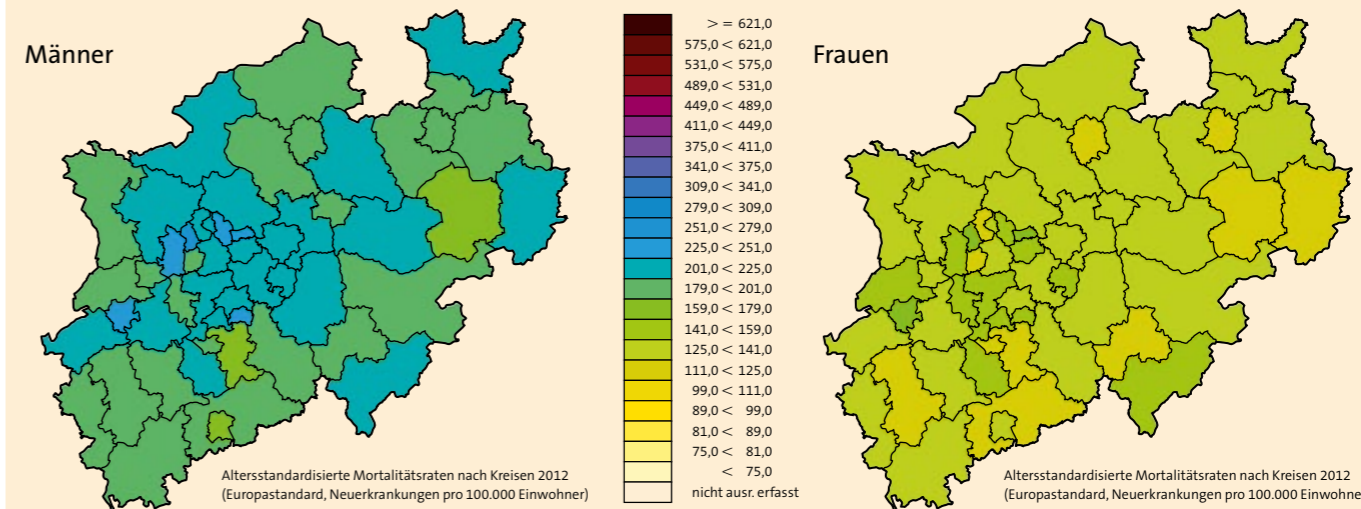 Männer
> = 621,0
575,0 < 621,0
531,0 < 575,0
489,0 < 531,0
449,0 < 489,0
411,0 < 449,0
375,0 < 411,0
341,0 < 375,0
309,0 < 341,0
279,0 < 309,0
251,0 < 279,0
225,0 < 251,0
201,0 < 225,0
179,0 < 201,0
159,0 < 179,0
141,0 < 159,0
125,0 < 141,0
111,0 < 125,0
99,0 < 111,0
89,0 < 99,0
81,0 < 89,0
75,0 < 81,0
< 75,0
nicht ausr. erfasst
Altersstandardisierte Mortalitätsraten nach Kreisen 2012
(Europastandard, Neuerkrankungen pro 100.000 Einwohner)
Frauen
Altersstandardisierte Mortalitätsraten nach Kreisen 2012
(Europastandard, Neuerkrankungen pro 100.000 Einwohne